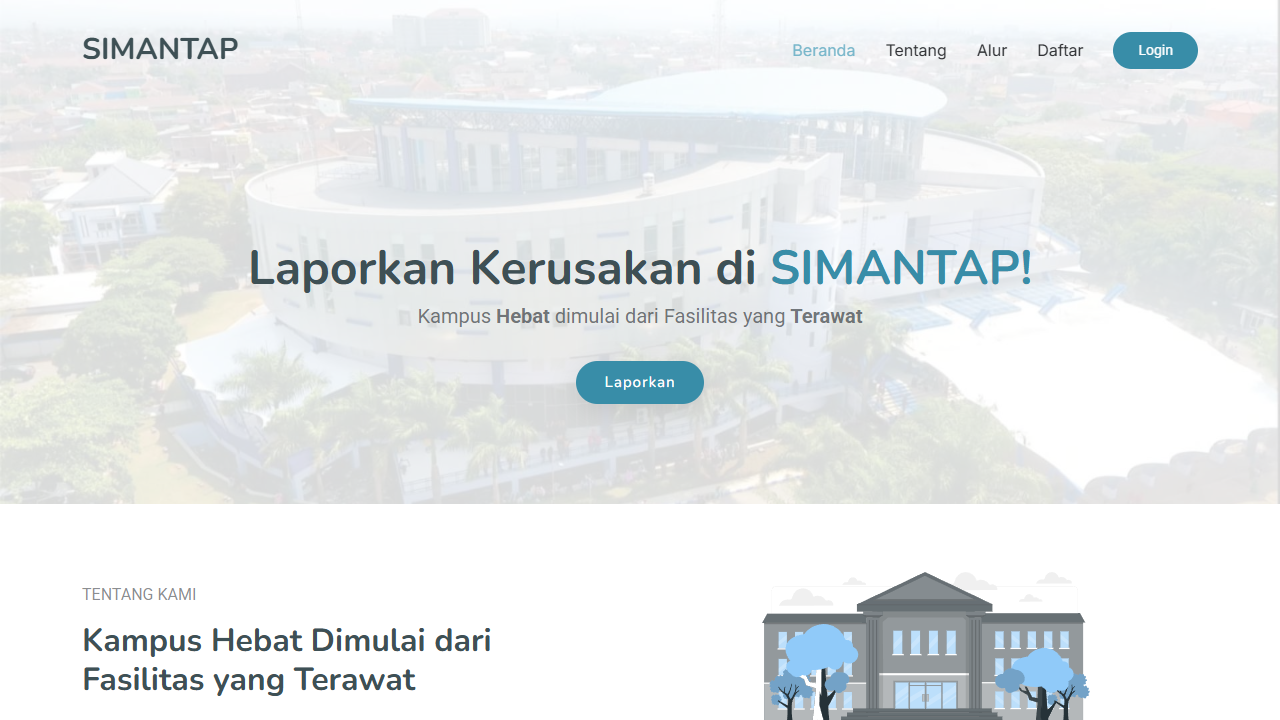 SIMANTAP
Beranda Tentang Alur Daftar Login
Laporkan Kerusakan di SIMANTAP!
Kampus Hebat dimulai dari Fasilitas yang Terawat
Laporkan
TENTANG KAMI
Kampus Hebat Dimulai dari
Fasilitas yang Terawat